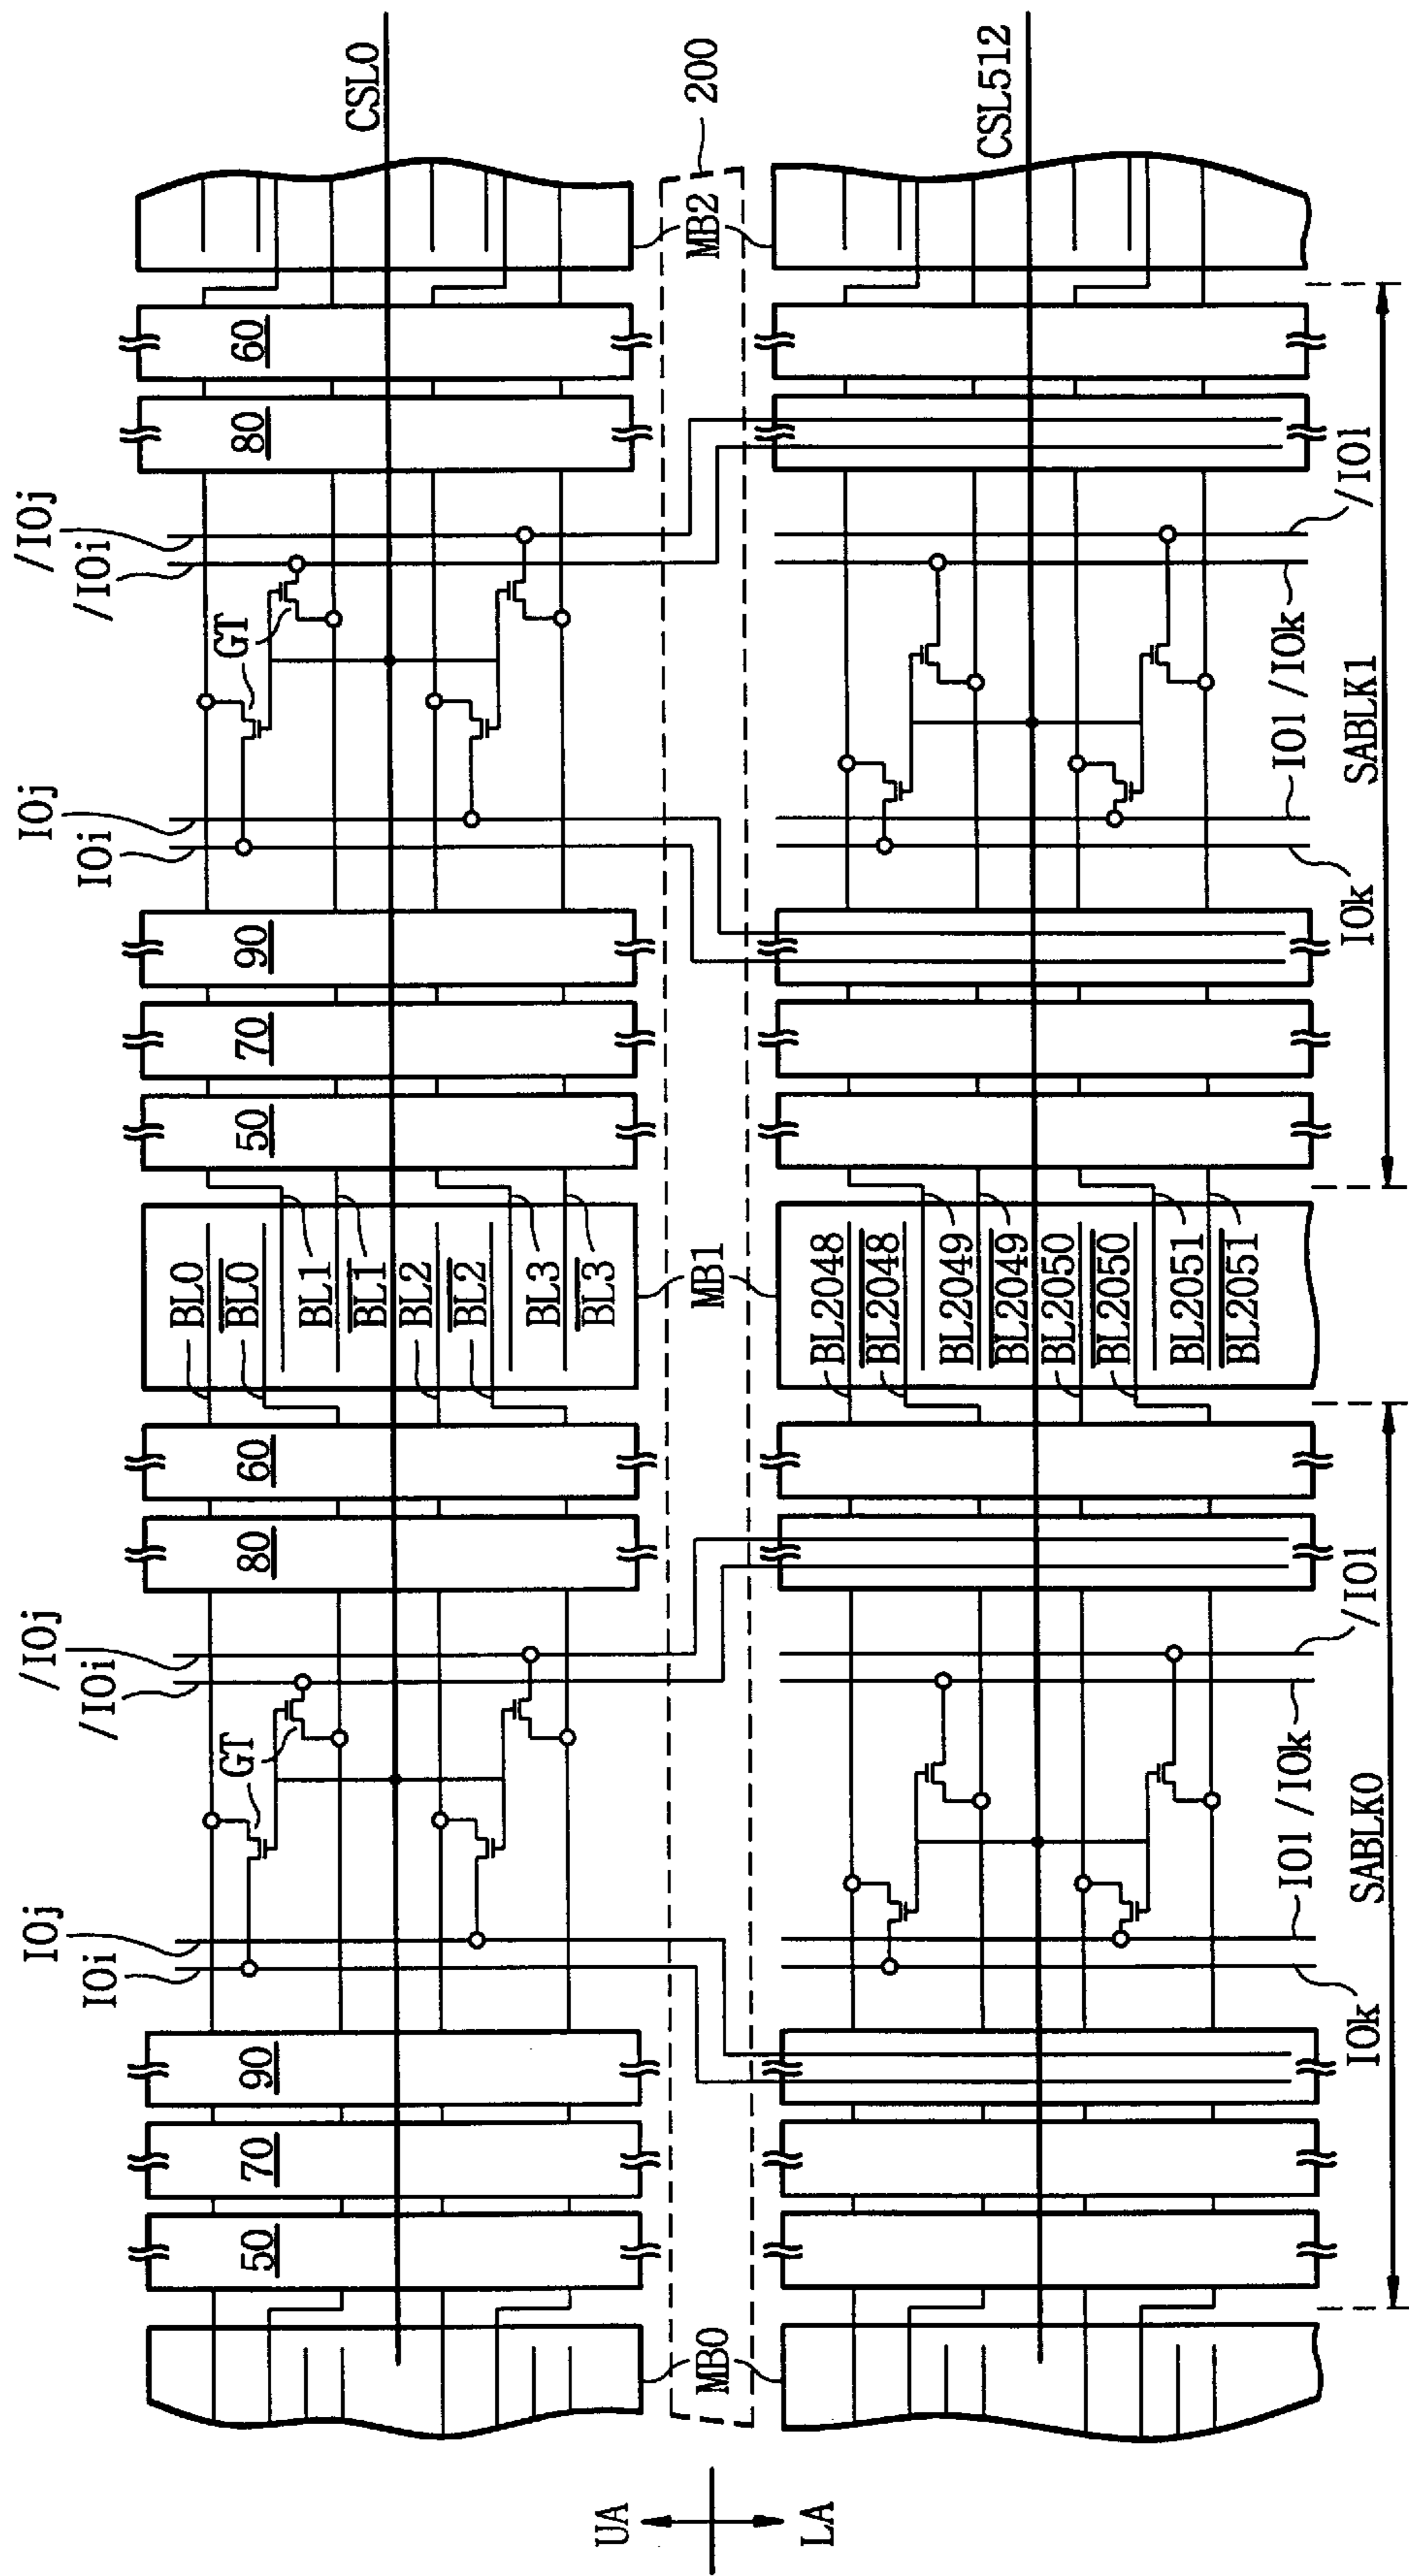 IOj
/IOj
IOj
/IOj
IOi
/IOi
IOi
/IOi
BL0
GT
GT
50
70
90
80
60
BL0
50
70
90
80
60
BL1
BL1
CSL0
BL2
BL2
BL3
BL3
UA
LA
MB0
MB1
MB2
200
BL2048
BL2048
BL2049
BL2049
CSL512
BL2050
BL2050
BL2051
BL2051
IOl /IOk
/IOl
IOl /IOk
/IOl
IOk
IOk
SABLK0
SABLK1